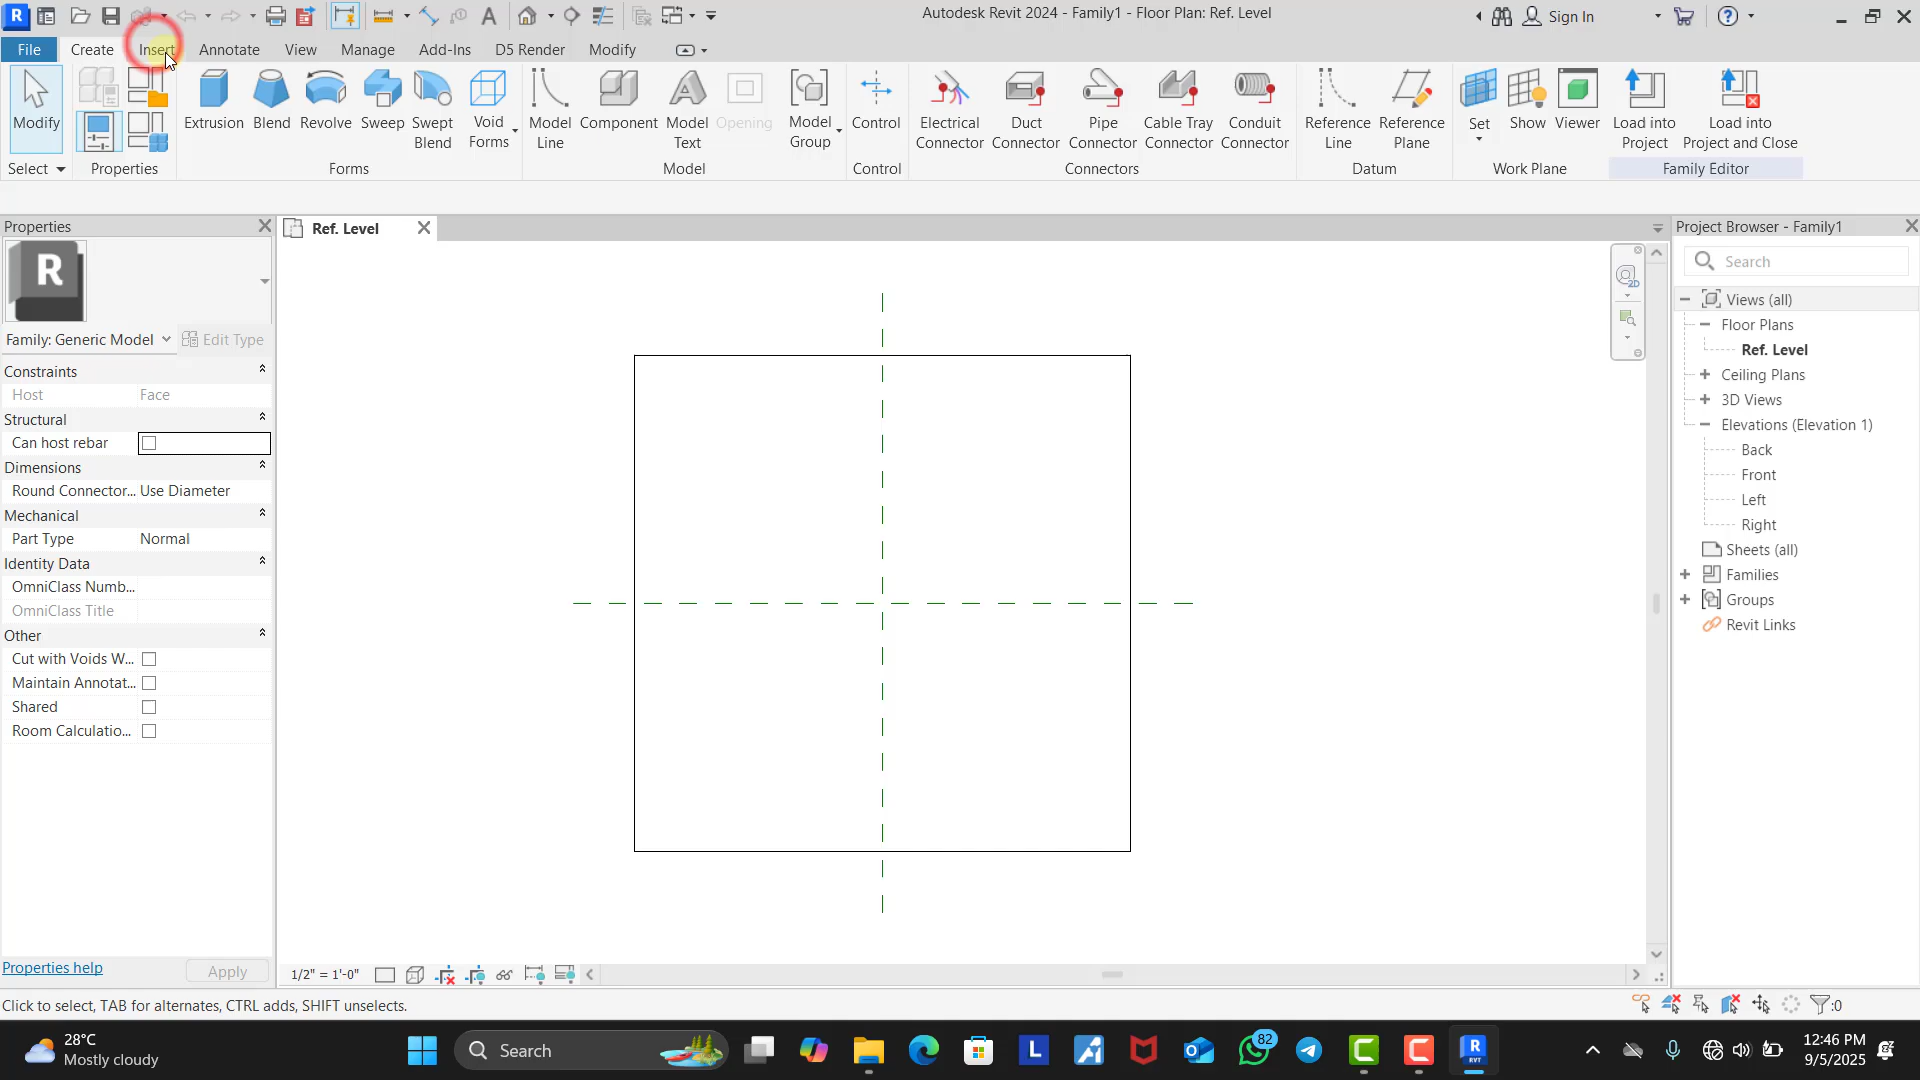 Autodesk Revit 2024 - Family1 - Floor Plan: Ref. Level
Sign In
File
Create
Insert
Annotate
View
Manage
Add-Ins
D5 Render
Modify
Modify
Extrusion
Blend
Revolve
Sweep
Swept
Blend
Void
Forms
Model
Line
Component
Model
Text
Opening
Model
Group
Control
Electrical
Connector
Duct
Connector
Pipe
Connector
Cable Tray
Connector
Conduit
Connector
Reference
Line
Reference
Plane
Set
Show
Viewer
Load into
Project
Load into
Project and Close
Select
Properties
Forms
Model
Control
Connectors
Datum
Work Plane
Family Editor
Properties
R
Family: Generic Model
Edit Type
Constraints
Host Face
Structural
Can host rebar
Dimensions
Round Connector... Use Diameter
Mechanical
Part Type Normal
Identity Data
OmniClass Numb...
OmniClass Title
Other
Cut with Voids W...
Maintain Annotat...
Shared
Room Calculatio...
Properties help
Apply
Ref. Level
2D
1/2" = 1'-0"
Project Browser - Family1
Search
Views (all)
Floor Plans
Ref. Level
Ceiling Plans
3D Views
Elevations (Elevation 1)
Back
Front
Left
Right
Sheets (all)
Families
Groups
Revit Links
Click to select, TAB for alternates, CTRL adds, SHIFT unselects.
:0
28°C
Mostly cloudy
Search
82
12:46 PM
9/5/2025